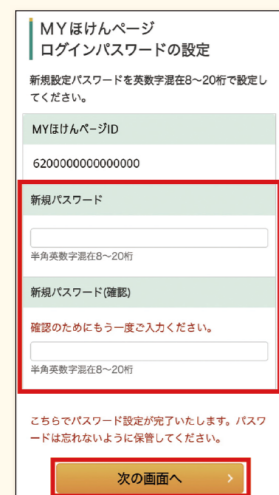 MYほけんページ
ログインパスワードの設定
新規設定パスワードを英数字混在8〜20桁で設定し
てください。
MYほけんページID
6200000000000000
新規パスワード
半角英数字混在8〜20桁
新規パスワード(確認)
確認のためにもう一度ご入力ください。
半角英数字混在8〜20桁
こちらでパスワード設定が完了いたします。パスワ
ードは忘れないように保管してください。
次の画面へ